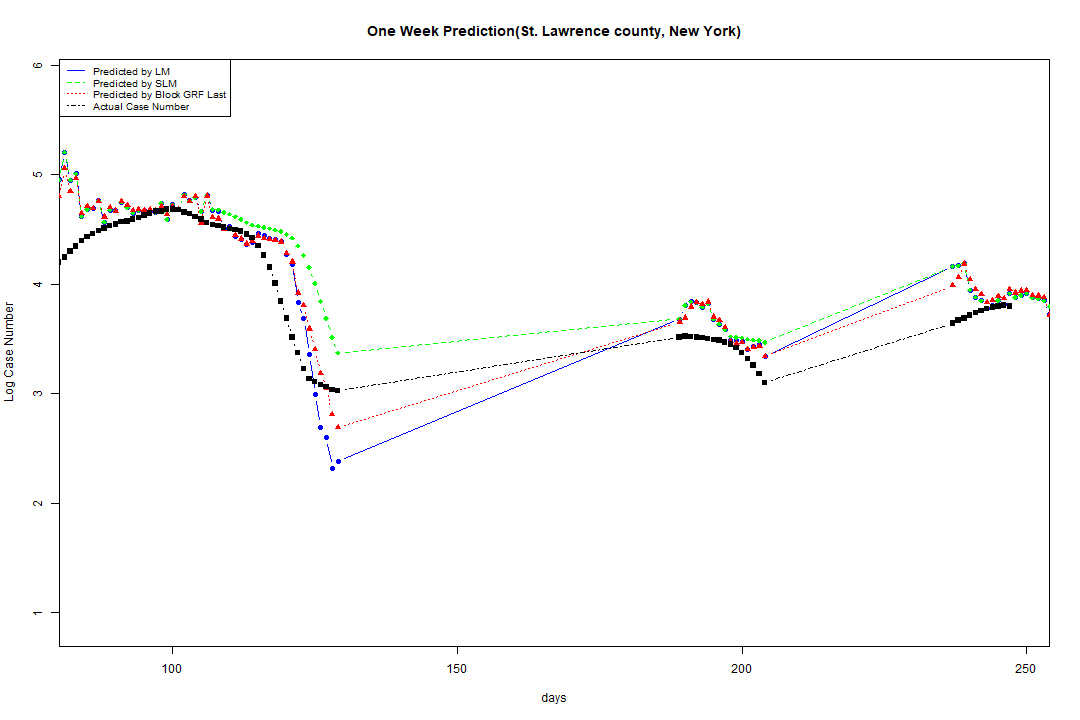 One Week Prediction(St. Lawrence county, New York)
Predicted by LM
Predicted by SLM
Predicted by Block GRF Last
Actual Case Number
6
5
4
3
2
1
Log Case Number
100 150 200 250
days